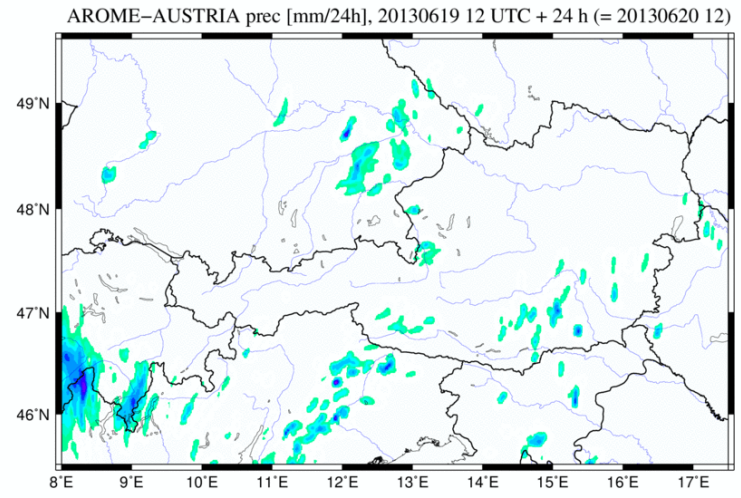 AROME−AUSTRIA prec [mm/24h], 20130619 12 UTC + 24 h (= 20130620 12)
49˚N
48˚N
47˚N
46˚N
8˚E 9˚E 10˚E 11˚E 12˚E 13˚E 14˚E 15˚E 16˚E 17˚E